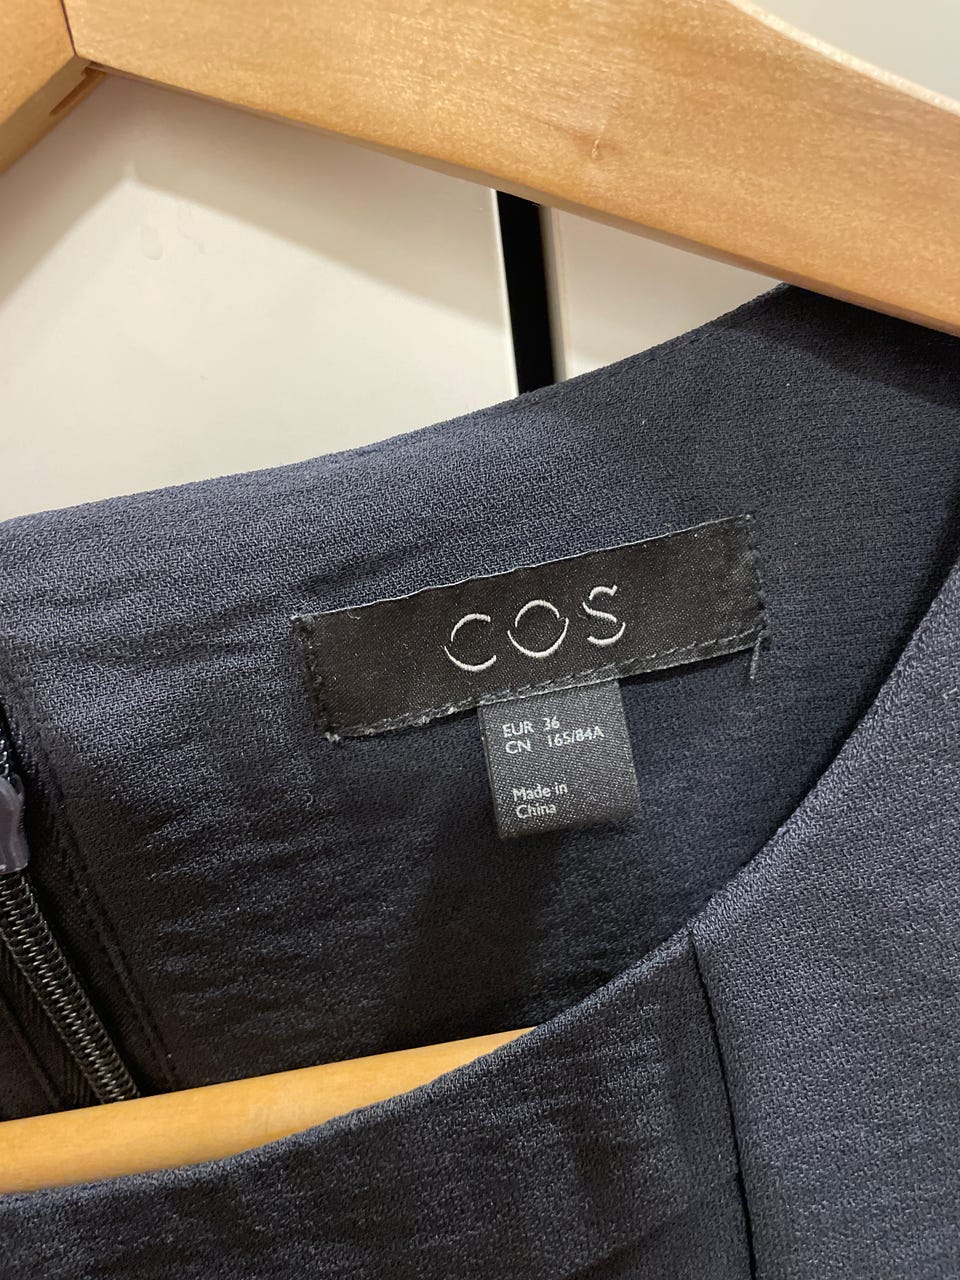 COS
EUR 36
CN 165/84A
Made in
China